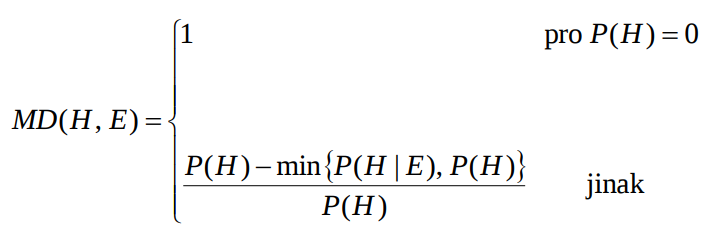 1 pro P(H)=0
MD(H, E)=
P(H)−min{P(H|E), P(H)}
P(H)
jinak